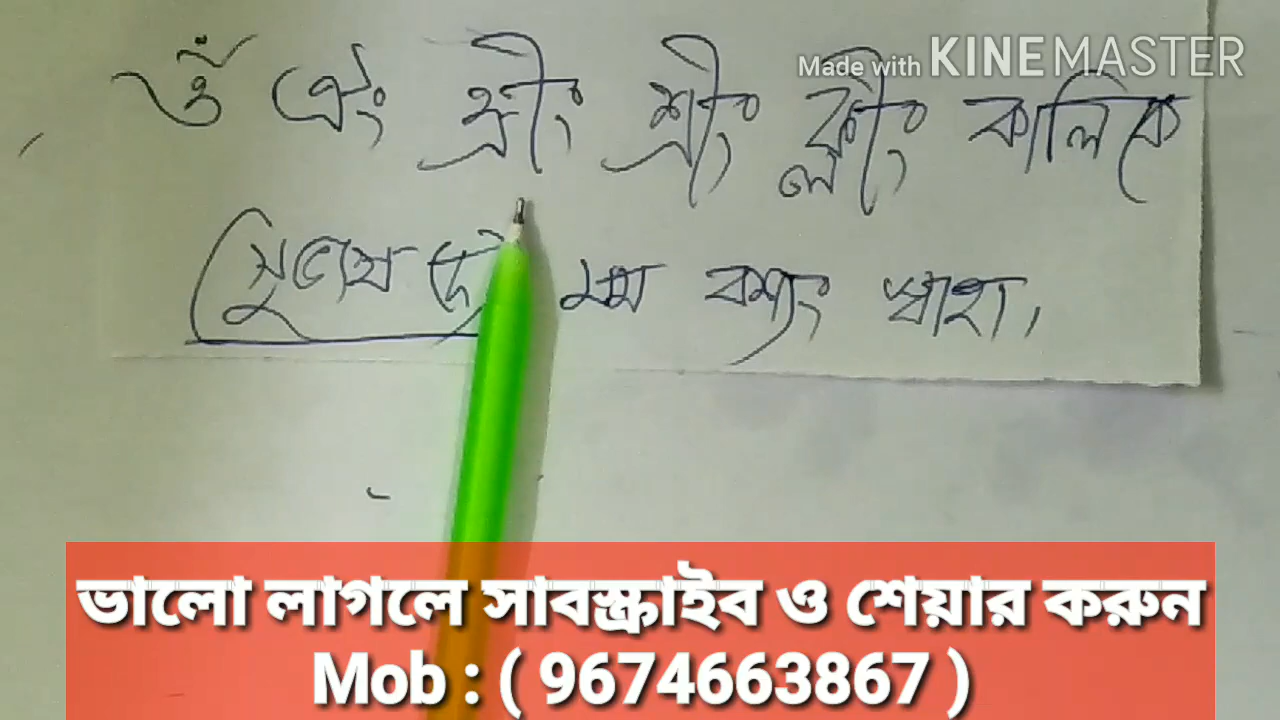 Made with KINEMASTER
ওঁ ঐং হ্রীং শ্রীং ক্লীং কালিকে
মম বশ্যং স্বাহা।
ভালো লাগলে সাবস্ক্রাইব ও শেয়ার করুন
Mob : ( 9674663867 )